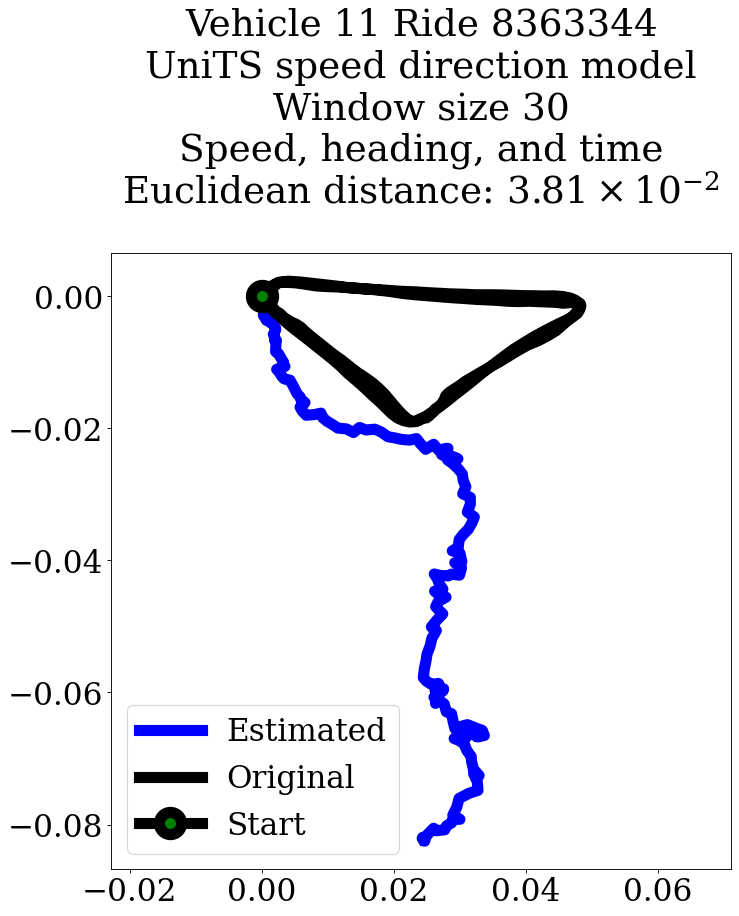 Vehicle 11 Ride 8363344
UniTS speed direction model
Window size 30
Speed, heading, and time
Euclidean distance: 3.81 × 10⁻²
0.00
−0.02
−0.04
−0.06
−0.08
Estimated
Original
Start
−0.02 0.00 0.02 0.04 0.06